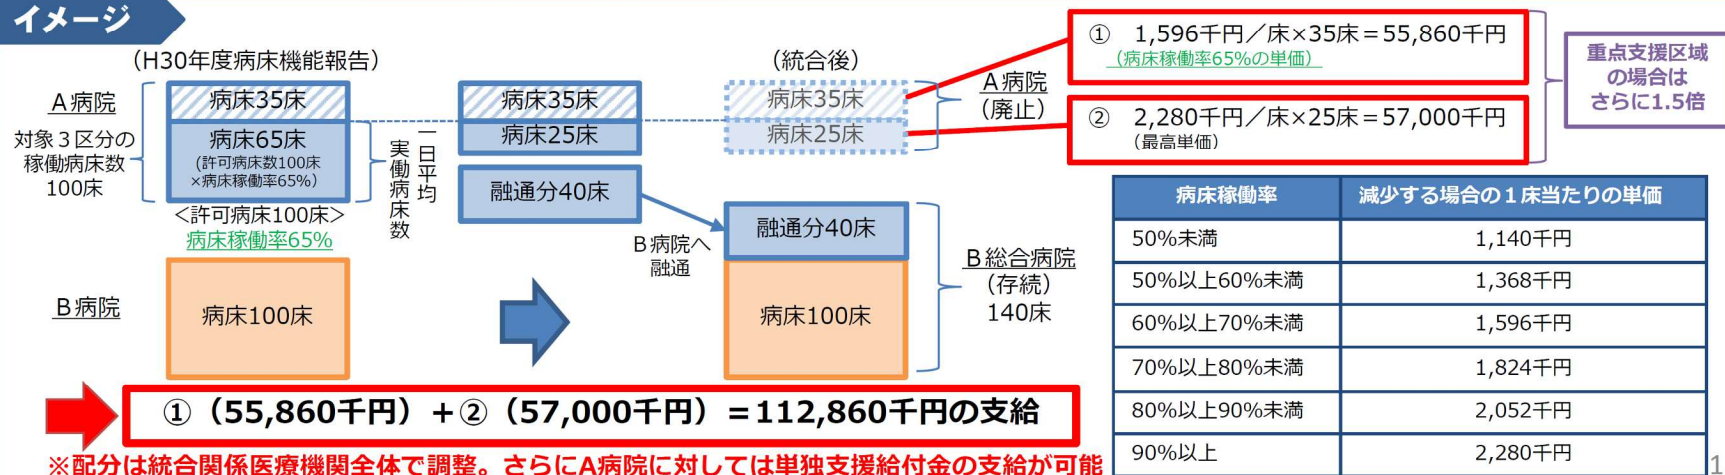 イメージ
（H30年度病床機能報告）
A病院
対象３区分の
稼働病床数
100床
病床35床
病床65床
(許可病床数100床
×病床稼働率65%)
＜許可病床100床＞
病床稼働率65%
一日平均
実働病床数
B病院
病床100床
病床35床
病床25床
融通分40床
B病院へ
融通
（統合後）
病床35床
病床25床
A病院
（廃止）
融通分40床
病床100床
B総合病院
（存続）
140床
①　1,596千円／床×35床＝55,860千円
（病床稼働率65%の単価）
②　2,280千円／床×25床＝57,000千円
（最高単価）
重点支援区域
の場合は
さらに1.5倍
病床稼働率　減少する場合の１床当たりの単価
50%未満　1,140千円
50%以上60%未満　1,368千円
60%以上70%未満　1,596千円
70%以上80%未満　1,824千円
80%以上90%未満　2,052千円
90%以上　2,280千円
①（55,860千円）＋②（57,000千円）＝112,860千円の支給
※配分は統合関係医療機関全体で調整。さらにA病院に対しては単独支援給付金の支給が可能